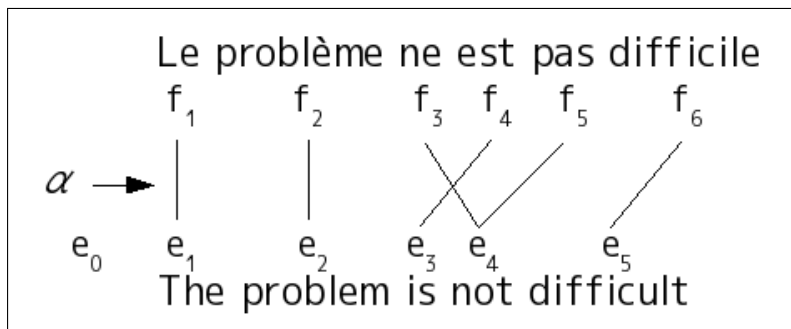 Le problème ne est pas difficile
f1 f2 f3 f4 f5 f6
α
e0 e1 e2 e3 e4 e5
The problem is not difficult